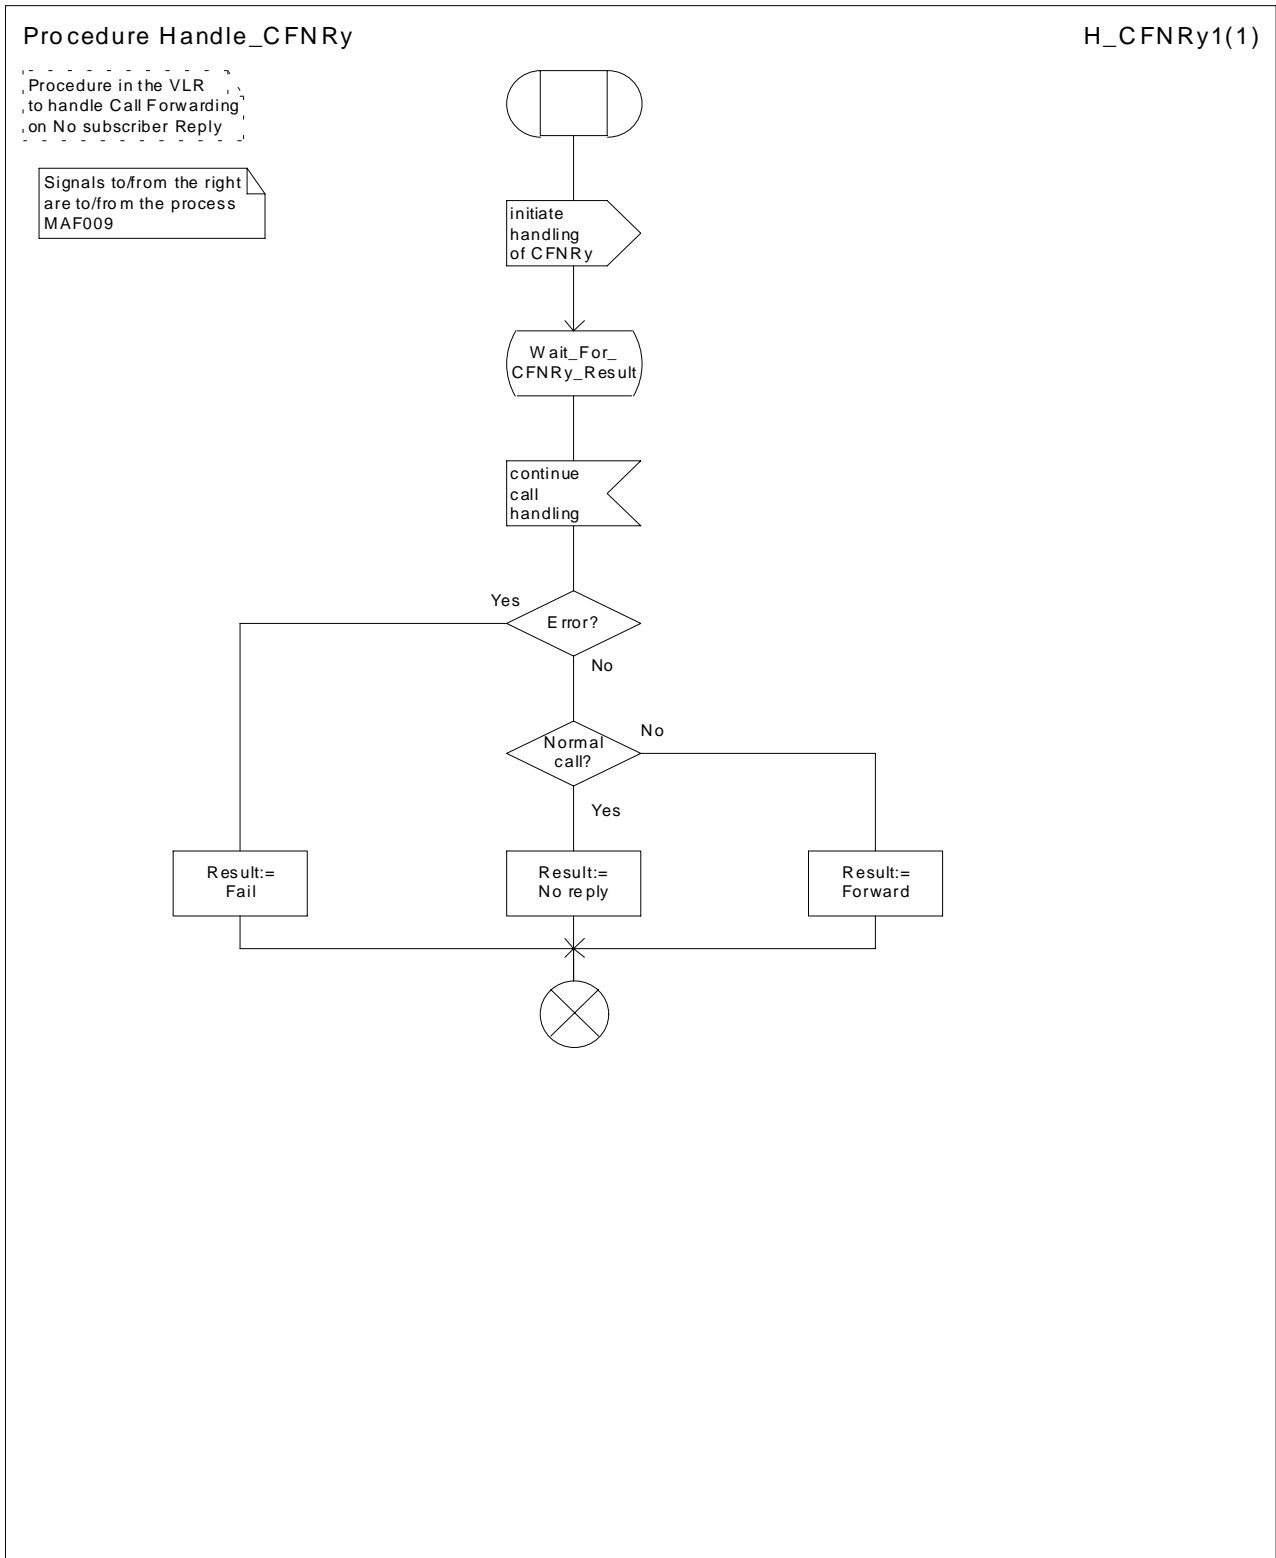 Procedure Handle_CFNRy
H_CFNRy1(1)
Procedure in the VLR
to handle Call Forwarding
on No subscriber Reply
Signals to/from the right
are to/from the process
MAF009
initiate
handling
of CFNRy
Wait_For_
CFNRy_Result
continue
call
handling
Yes
Error?
No
Normal
call?
No
Yes
Result:=
Fail
Result:=
No reply
Result:=
Forward